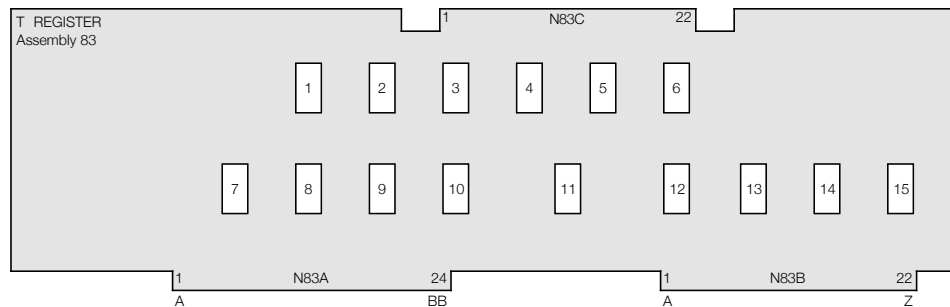 T REGISTER
Assembly 83
1 N83C 22
1 2 3 4 5 6
7 8 9 10 11 12 13 14 15
1 N83A 24 1 N83B 22
A BB A Z